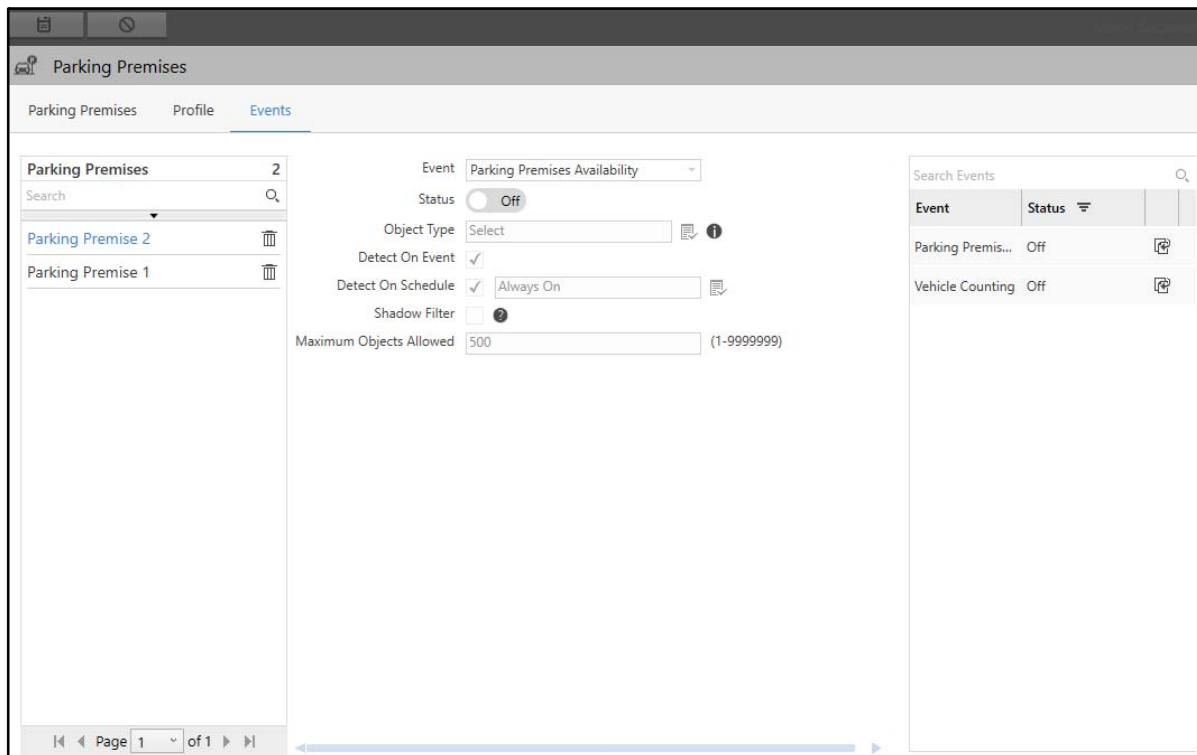 Parking Premises
Parking Premises Profile Events
Parking Premises 2
Search
Parking Premise 2
Parking Premise 1
Page 1 of 1
Event Parking Premises Availability
Status Off
Object Type Select
Detect On Event
Detect On Schedule Always On
Shadow Filter
Maximum Objects Allowed 500 (1-9999999)
Search Events
Event Status
Parking Premis... Off
Vehicle Counting Off